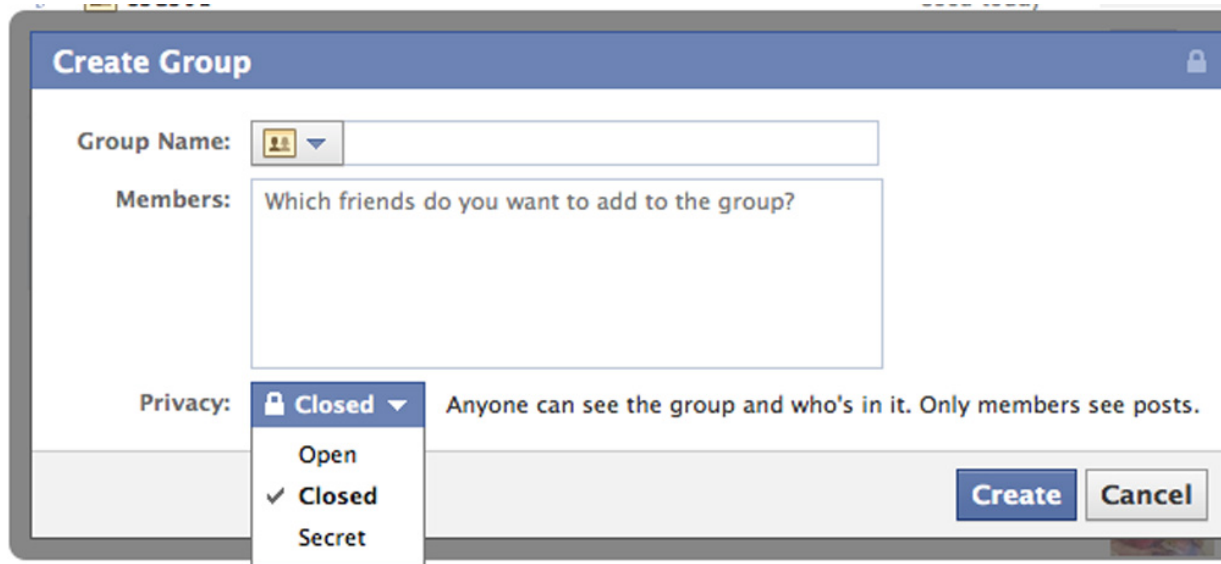 Create Group
Group Name:
Members: Which friends do you want to add to the group?
Privacy: Closed Anyone can see the group and who's in it. Only members see posts.
Open
Closed
Secret
Create Cancel